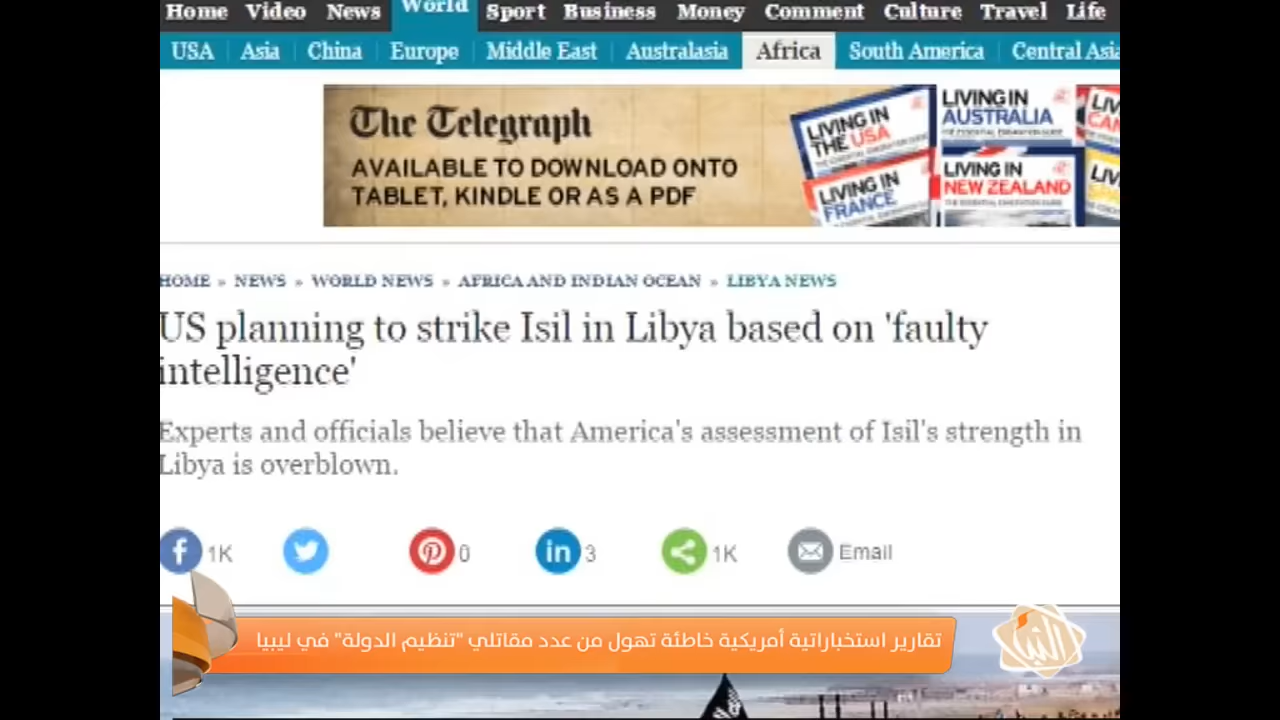 Home Video News World Sport Business Money Comment Culture Travel Life
USA Asia China Europe Middle East Australasia Africa South America Central Asia
The Telegraph
AVAILABLE TO DOWNLOAD ONTO
TABLET, KINDLE OR AS A PDF
LIVING IN
THE USA
LIVING IN
AUSTRALIA
LIVING IN
FRANCE
LIVING IN
NEW ZEALAND
HOME » NEWS » WORLD NEWS » AFRICA AND INDIAN OCEAN » LIBYA NEWS
US planning to strike Isil in Libya based on 'faulty
intelligence'
Experts and officials believe that America's assessment of Isil's strength in
Libya is overblown.
1K 0 3 1K Email
تقارير استخباراتية أمريكية خاطئة تهول من عدد مقاتلي "تنظيم الدولة" في ليبيا
النبأ